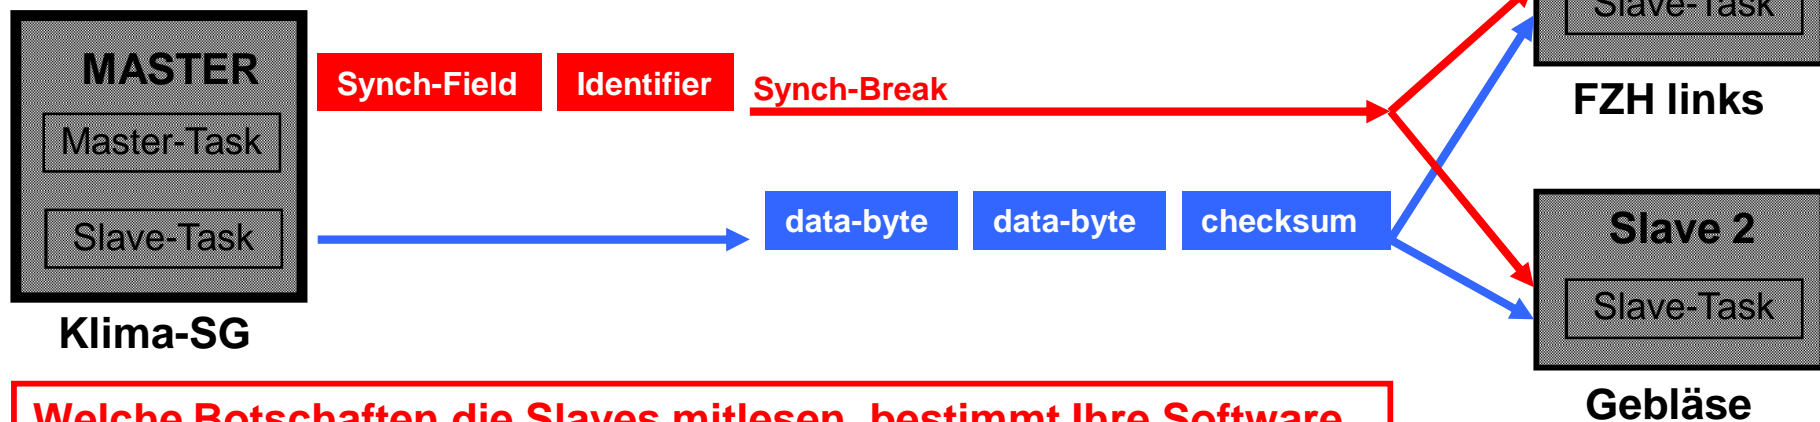 Slave-Task
FZH links
MASTER
Master-Task
Slave-Task
Klima-SG
Synch-Field
Identifier
Synch-Break
data-byte
data-byte
checksum
Slave 2
Slave-Task
Gebläse
Welche Botschaften die Slaves mitlesen, bestimmt Ihre Software